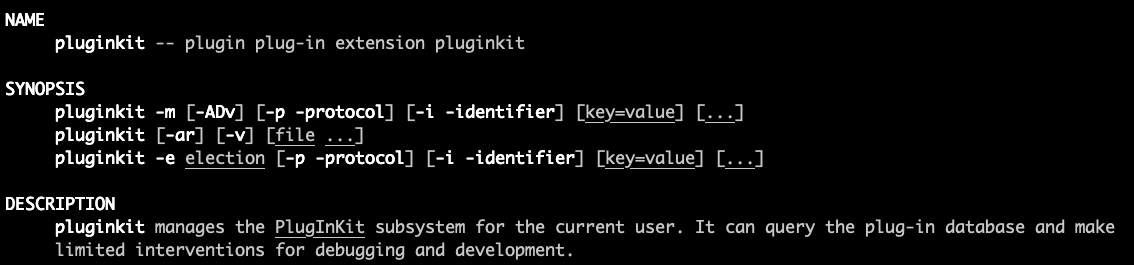 NAME
pluginkit -- plugin plug-in extension pluginkit
SYNOPSIS
pluginkit -m [-ADv] [-p -protocol] [-i -identifier] [key=value] [...]
pluginkit [-ar] [-v] [file ...]
pluginkit -e election [-p -protocol] [-i -identifier] [key=value] [...]
DESCRIPTION
pluginkit manages the PlugInKit subsystem for the current user. It can query the plug-in database and make
limited interventions for debugging and development.